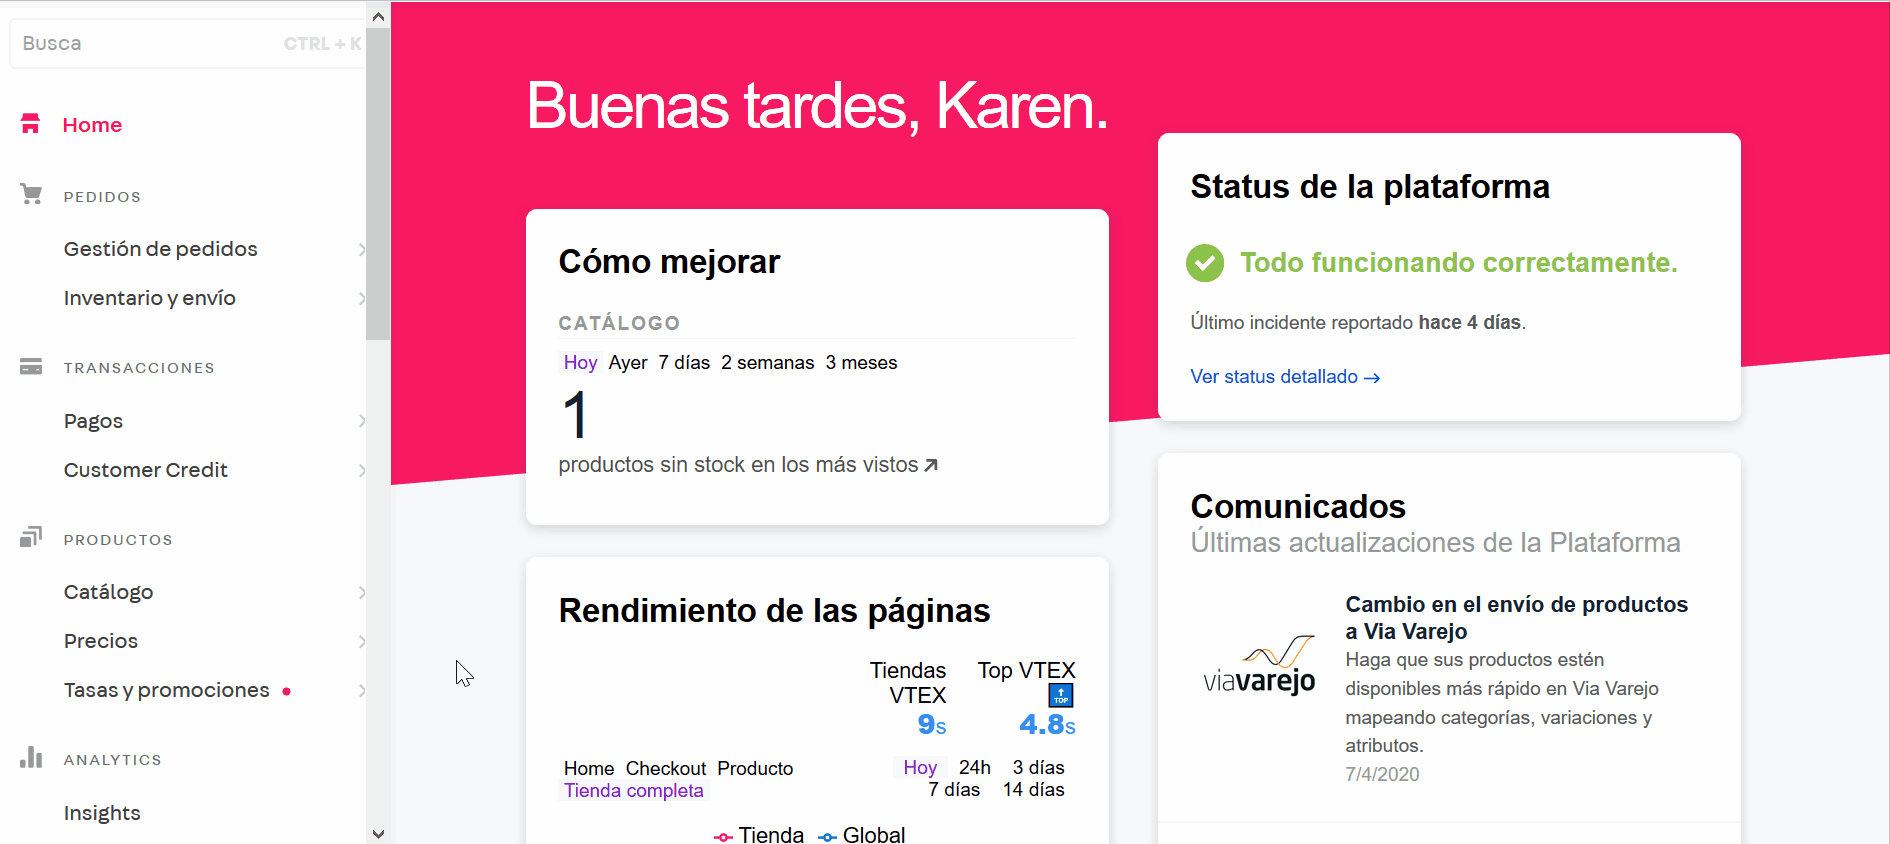 Busca CTRL + K
Home
PEDIDOS
Gestión de pedidos
Inventario y envío
TRANSACCIONES
Pagos
Customer Credit
PRODUCTOS
Catálogo
Precios
Tasas y promociones
ANALYTICS
Insights
Buenas tardes, Karen.
Cómo mejorar
CATÁLOGO
Hoy Ayer 7 días 2 semanas 3 meses
1
productos sin stock en los más vistos
Rendimiento de las páginas
Tiendas Top VTEX
VTEX TOP
9s 4.8s
Home Checkout Producto Hoy 24h 3 días
Tienda completa 7 días 14 días
Tienda Global
Status de la plataforma
Todo funcionando correctamente.
Último incidente reportado hace 4 días.
Ver status detallado →
Comunicados
Últimas actualizaciones de la Plataforma
viavarejo
Cambio en el envío de productos
a Via Varejo
Haga que sus productos estén
disponibles más rápido en Via Varejo
mapeando categorías, variaciones y
atributos.
7/4/2020